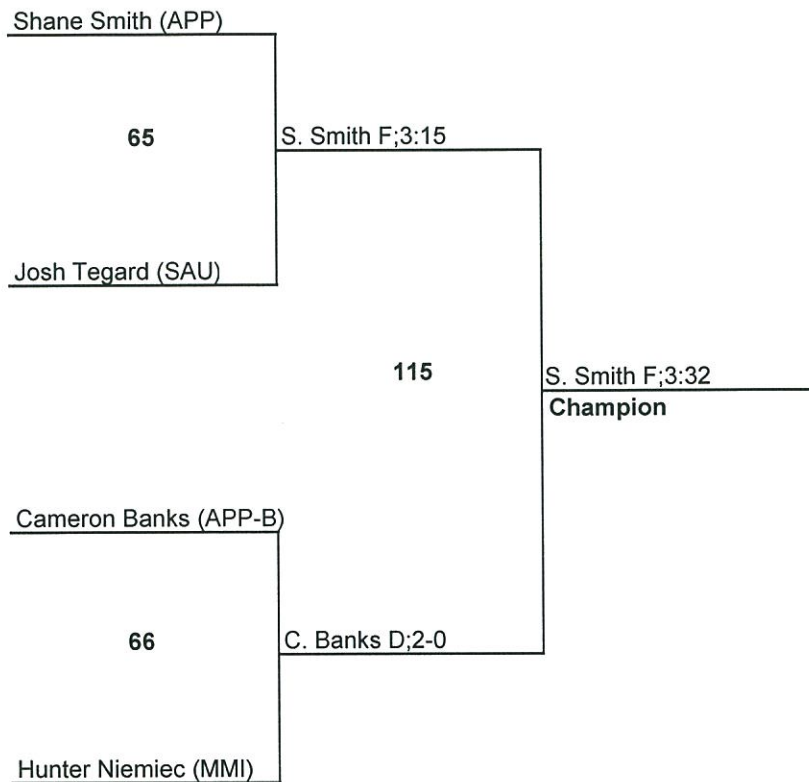 Shane Smith (APP)
65
S. Smith F;3:15
Josh Tegard (SAU)
115
S. Smith F;3:32
Champion
Cameron Banks (APP-B)
66
C. Banks D;2-0
Hunter Niemiec (MMI)